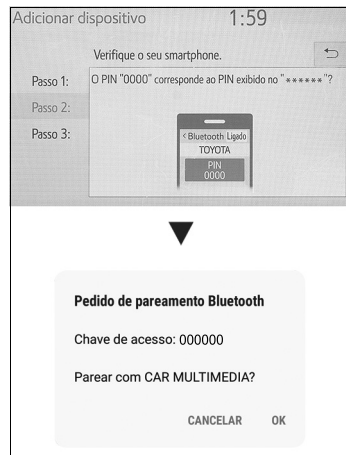 Adicionar dispositivo 1:59
Verifique o seu smartphone.
Passo 1:
O PIN "0000" corresponde ao PIN exibido no "******"?
Passo 2:
Passo 3:
< Bluetooth Ligado
TOYOTA
PIN
0000
Pedido de pareamento Bluetooth
Chave de acesso: 000000
Parear com CAR MULTIMEDIA?
CANCELAR OK